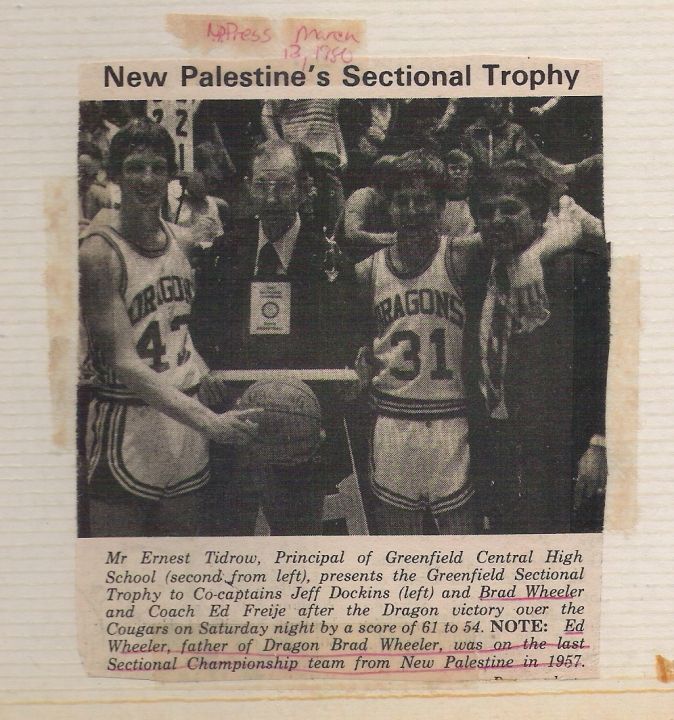 NPPress March
13, 1980
New Palestine's Sectional Trophy
DRAGONS
DRAGONS
31
Mr Ernest Tidrow, Principal of Greenfield Central High
School (second from left), presents the Greenfield Sectional
Trophy to Co-captains Jeff Dockins (left) and Brad Wheeler
and Coach Ed Freije after the Dragon victory over the
Cougars on Saturday night by a score of 61 to 54. NOTE: Ed
Wheeler, father of Dragon Brad Wheeler, was on the last
Sectional Championship team from New Palestine in 1957.